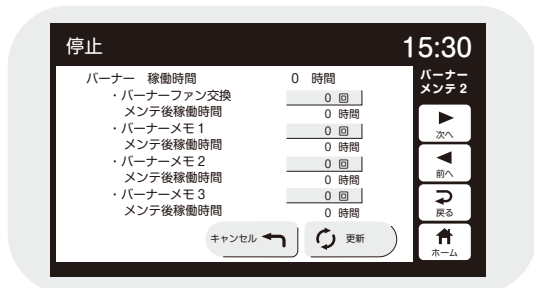 停止 15:30
バーナー 稼働時間 0 時間
・バーナーファン交換 0 回
メンテ後稼働時間 0 時間
・バーナーメモ1 0 回
メンテ後稼働時間 0 時間
・バーナーメモ2 0 回
メンテ後稼働時間 0 時間
・バーナーメモ3 0 回
メンテ後稼働時間 0 時間
キャンセル 更新
バーナー
メンテ2
次へ
前へ
戻る
ホーム